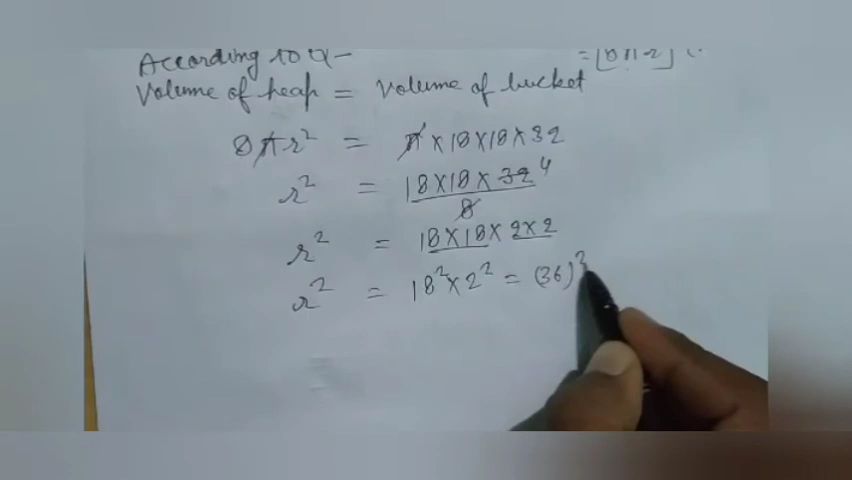 According to Q-
Volume of heap = Volume of bucket
8πr² = π × 18 × 18 × 32
r² = 18 × 18 × 32 4 / 8
r² = 18 × 18 × 2 × 2
r² = 18² × 2² = (36)²